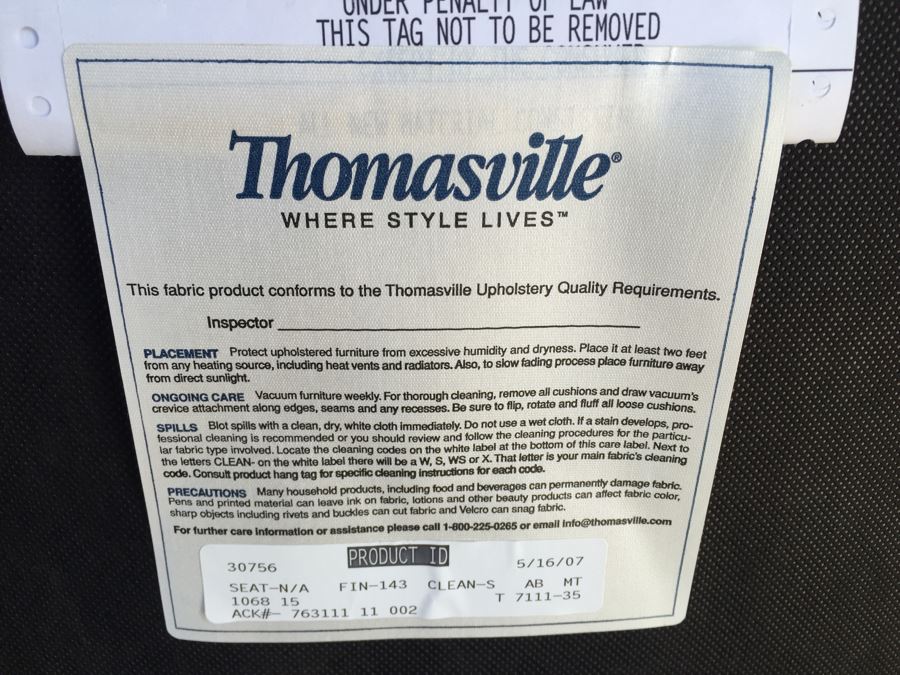 UNDER PENALTY OF LAW
THIS TAG NOT TO BE REMOVED
Thomasville®
WHERE STYLE LIVES™
This fabric product conforms to the Thomasville Upholstery Quality Requirements.
Inspector
PLACEMENT Protect upholstered furniture from excessive humidity and dryness. Place it at least two feet
from any heating source, including heat vents and radiators. Also, to slow fading process place furniture away
from direct sunlight.
ONGOING CARE Vacuum furniture weekly. For thorough cleaning, remove all cushions and draw vacuum's
crevice attachment along edges, seams and any recesses. Be sure to flip, rotate and fluff all loose cushions.
SPILLS Blot spills with a clean, dry, white cloth immediately. Do not use a wet cloth. If a stain develops, pro-
fessional cleaning is recommended or you should review and follow the cleaning procedures for the particu-
lar fabric type involved. Locate the cleaning codes on the white label at the bottom of this care label. Next to
the letters CLEAN- on the white label there will be a W, S, WS or X. That letter is your main fabric's cleaning
code. Consult product hang tag for specific cleaning instructions for each code.
PRECAUTIONS Many household products, including food and beverages can permanently damage fabric.
Pens and printed material can leave ink on fabric, lotions and other beauty products can affect fabric color,
sharp objects including rivets and buckles can cut fabric and Velcro can snag fabric.
For further care information or assistance please call 1-800-225-0265 or email info@thomasville.com
30756 PRODUCT ID 5/16/07
SEAT-N/A FIN-143 CLEAN-S AB MT
1068 15 T 7111-35
ACK#- 763111 11 002